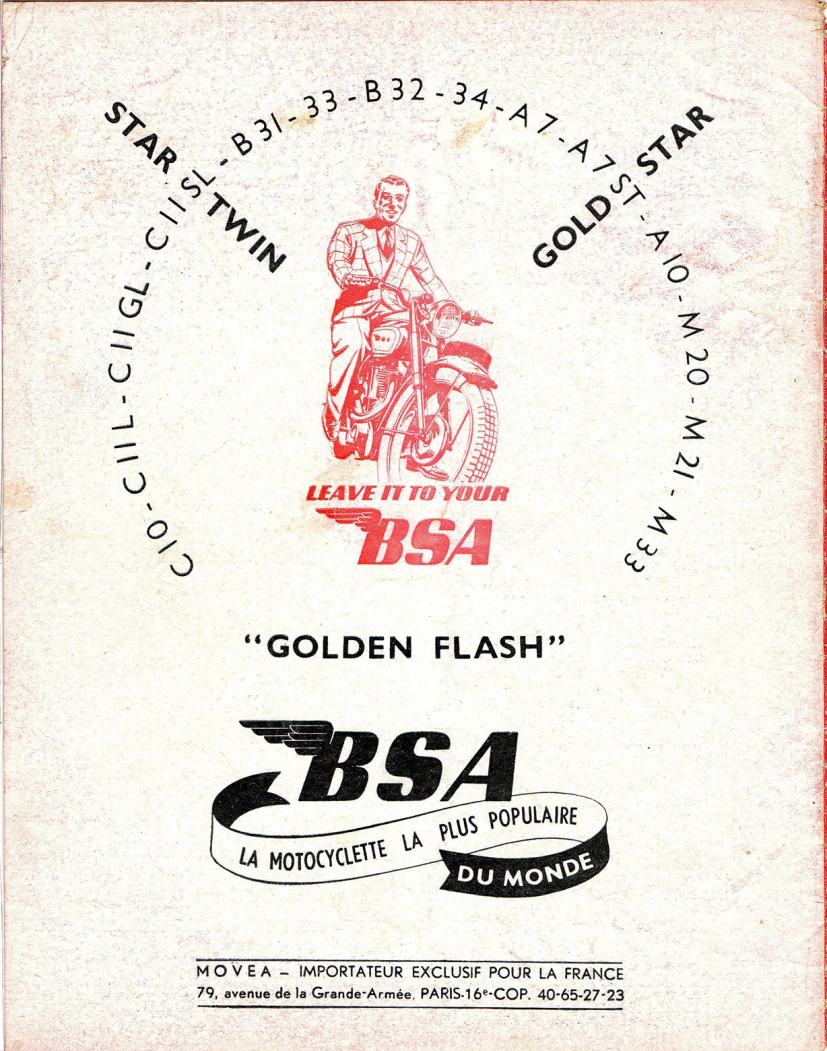 C10 - C11L - C11GL - C11SL - B31 - 33 - B32 - 34 - A7 - A7ST - A10 - M20 - M21 - M33
STAR TWIN
GOLD STAR
BSA
LEAVE IT TO YOUR
BSA
“GOLDEN FLASH”
BSA
LA MOTOCYCLETTE LA PLUS POPULAIRE
DU MONDE
MOVEA – IMPORTATEUR EXCLUSIF POUR LA FRANCE
79, avenue de la Grande-Armée, PARIS-16e-COP. 40-65-27-23